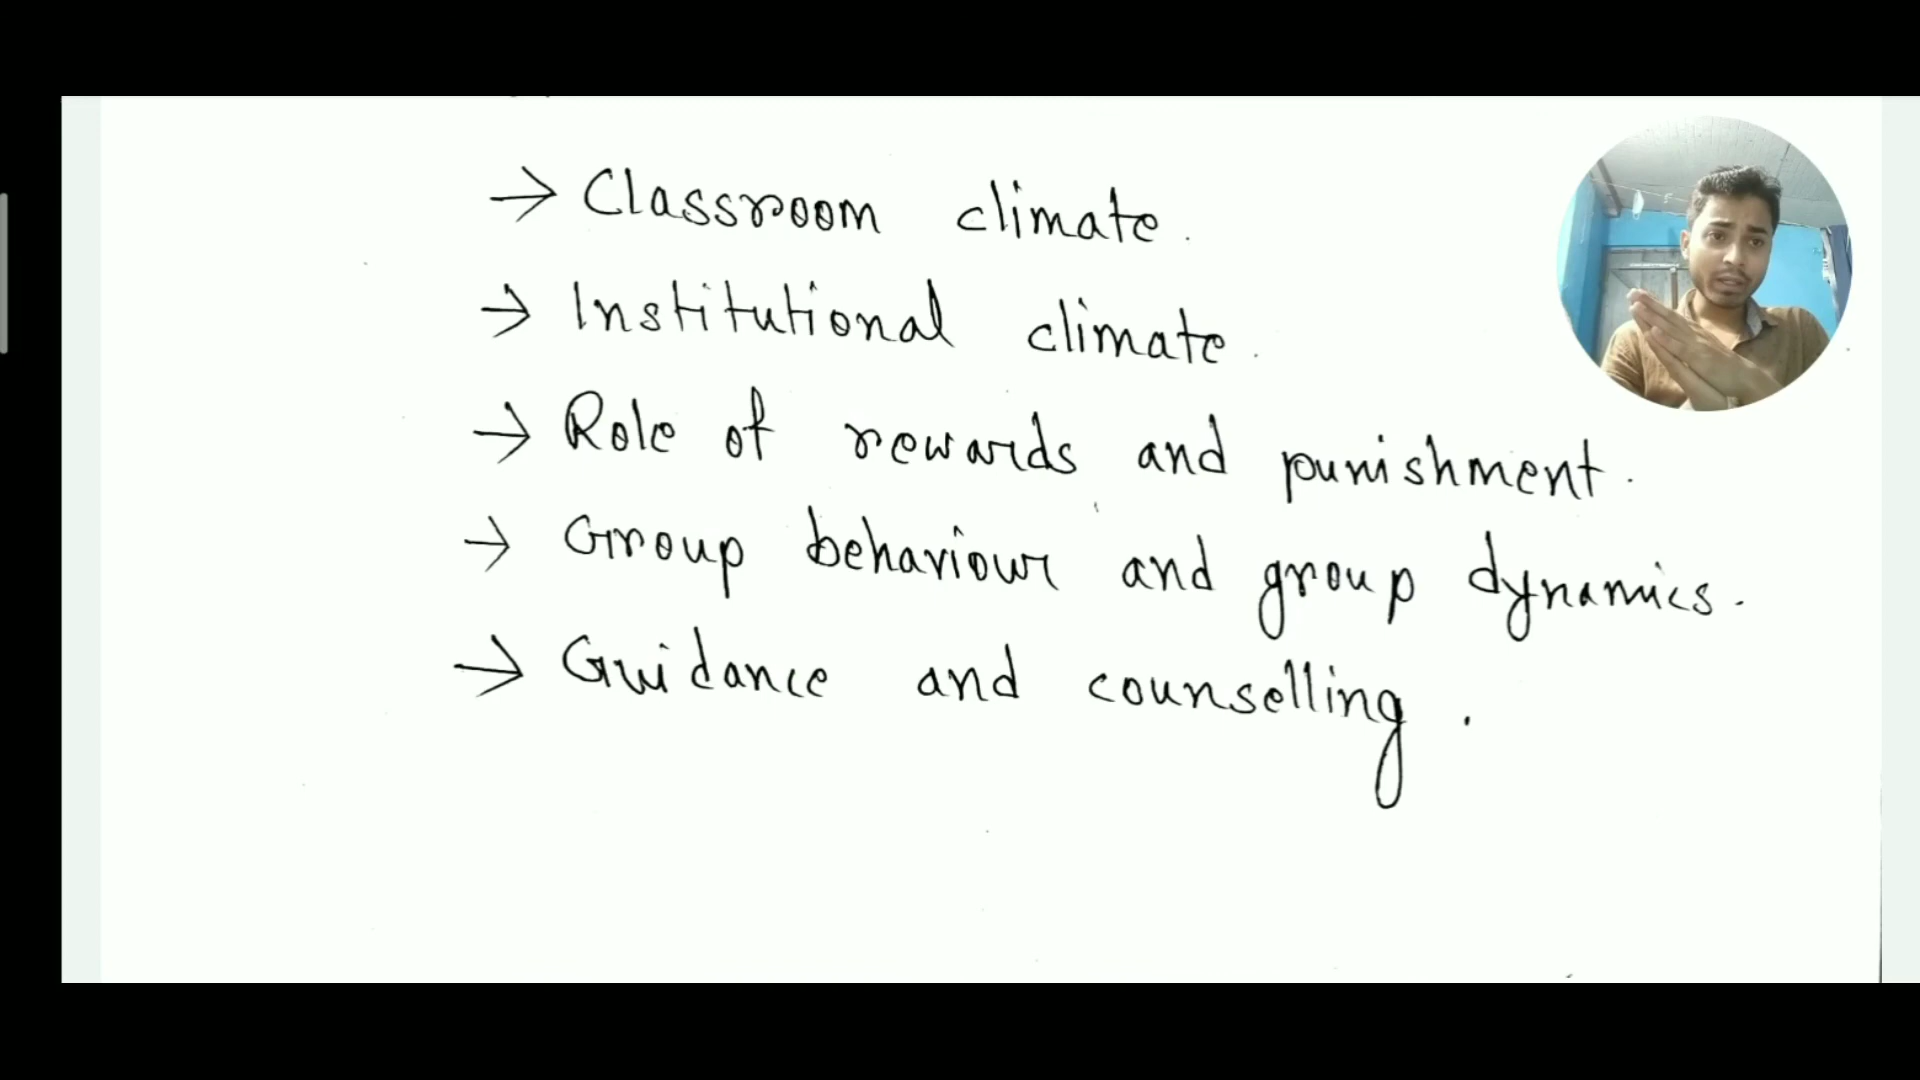 → Classroom climate.
→ Institutional climate.
→ Role of rewards and punishment.
→ Group behaviour and group dynamics.
→ Guidance and counselling.